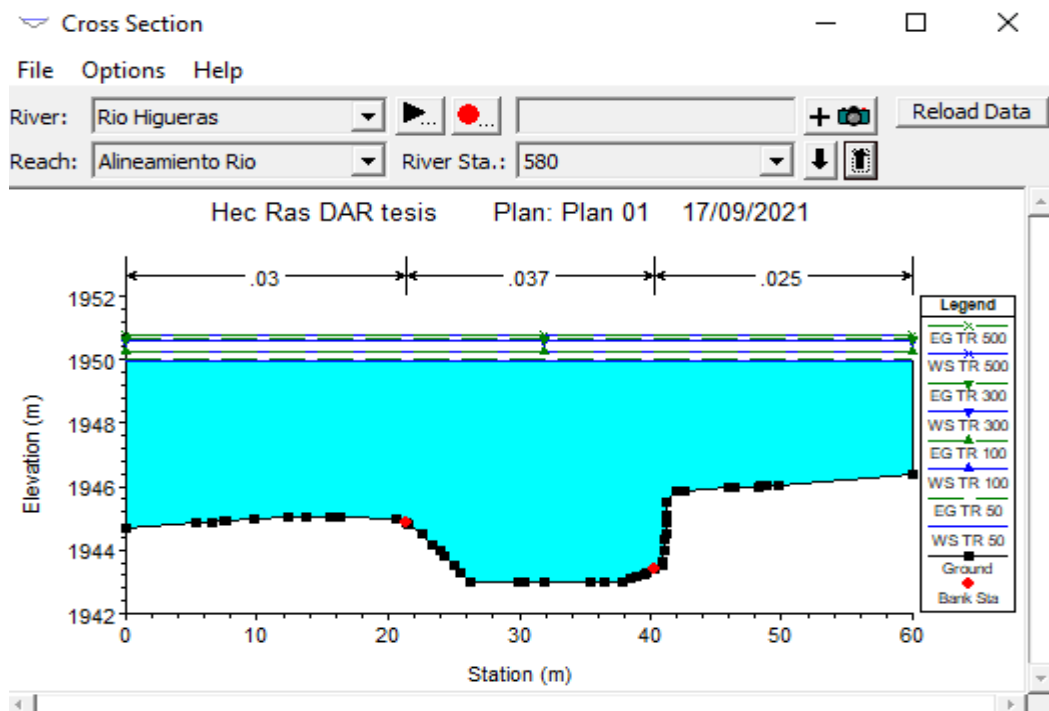 Cross Section
File Options Help
River: Rio Higueras ... ... + Reload Data
Reach: Alineamiento Rio River Sta.: 580
Hec Ras DAR tesis Plan: Plan 01 17/09/2021
.03 .037 .025
1952
1950
1948
1946
1944
1942
Elevation (m)
0 10 20 30 40 50 60
Station (m)
Legend
EG TR 500
WS TR 500
EG TR 300
WS TR 300
EG TR 100
WS TR 100
EG TR 50
WS TR 50
Ground
Bank Sta